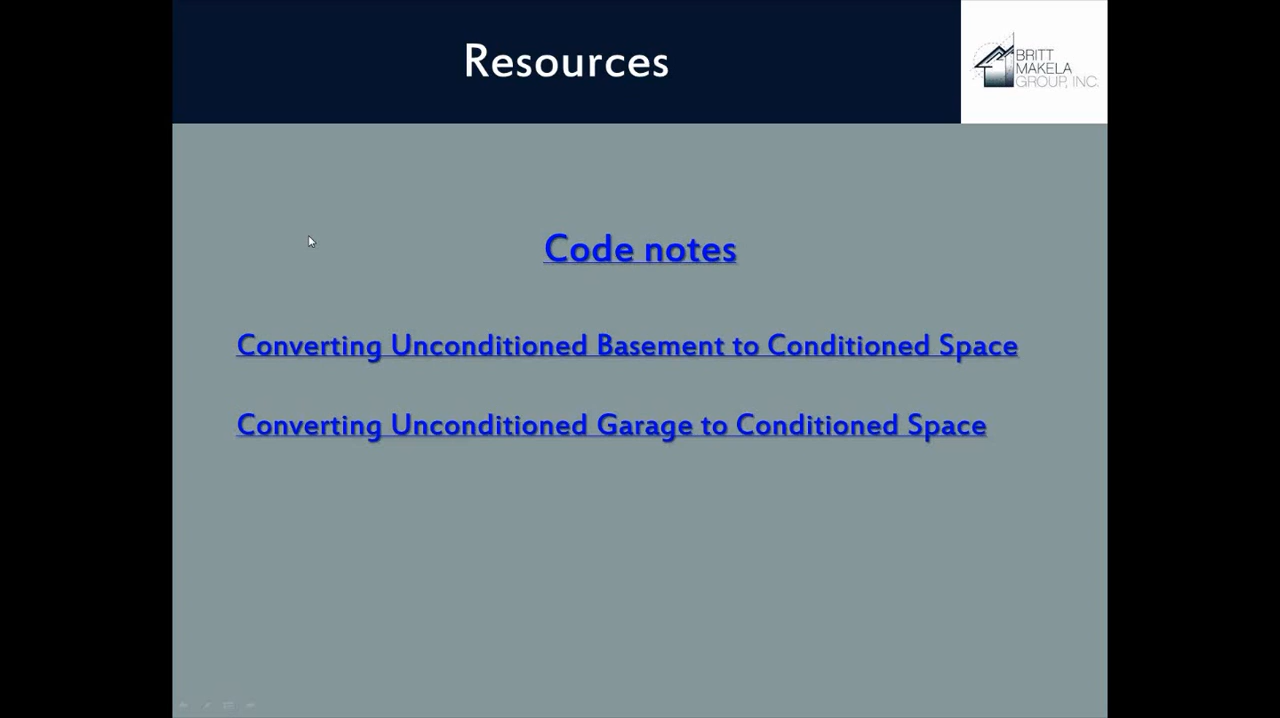 Resources
BRITT
MAKELA
GROUP, INC.
Code notes
Converting Unconditioned Basement to Conditioned Space
Converting Unconditioned Garage to Conditioned Space